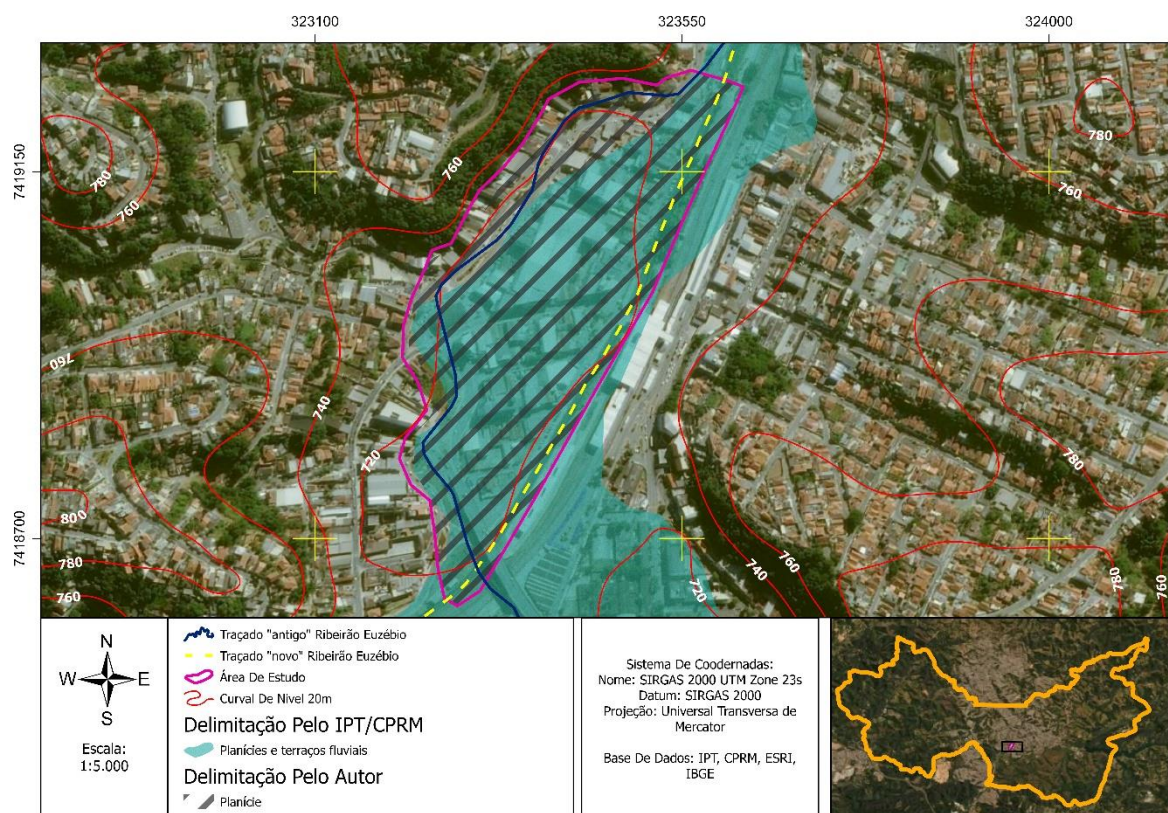 323100
323550
324000
7419150
7418700
780
760
760
780
760
760
740
720
800
780
760
780
760
740
720
780
760
N
W E
S
Escala:
1:5.000
Traçado "antigo" Ribeirão Euzébio
Traçado "novo" Ribeirão Euzébio
Área De Estudo
Curval De Nivel 20m
Delimitação Pelo IPT/CPRM
Planícies e terraços fluviais
Delimitação Pelo Autor
Planície
Sistema De Coodernadas:
Nome: SIRGAS 2000 UTM Zone 23s
Datum: SIRGAS 2000
Projeção: Universal Transversa de
Mercator
Base De Dados: IPT, CPRM, ESRI,
IBGE